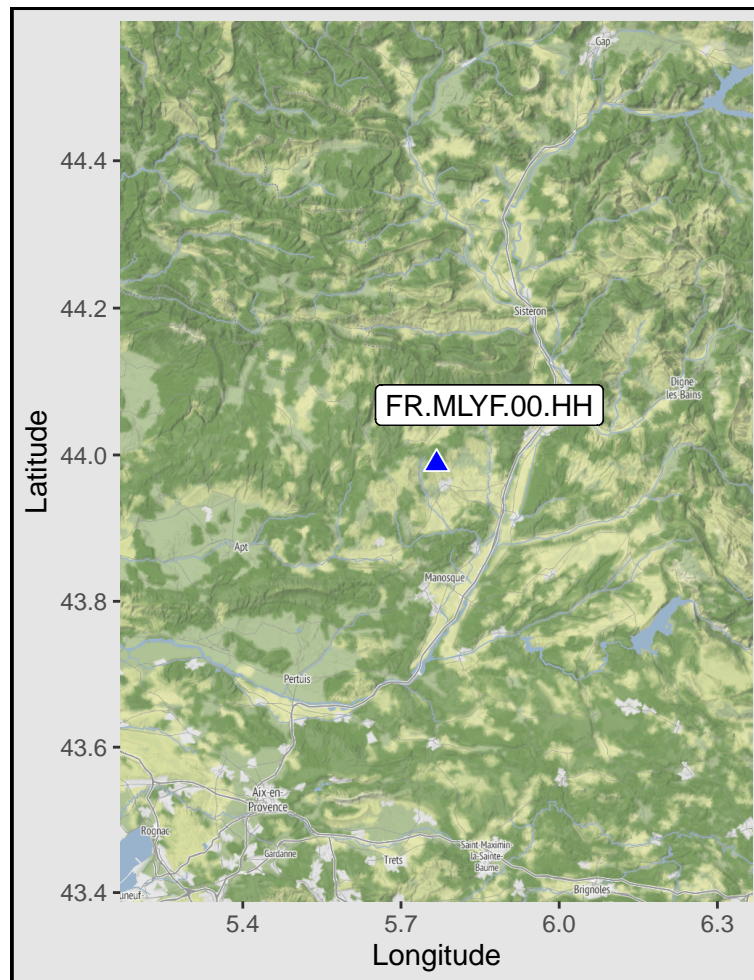 Gap
44.4
44.2
Sisteron
Digne
les-Bains
FR.MLYF.00.HH
44.0
Latitude
Apt
Manosque
43.8
Pertuis
43.6
Aix-en-
Provence
Rognac
Gardanne
Trets
Saint-Maximin
la-Sainte-
Baume
Brignoles
43.4
5.4
5.7
6.0
6.3
Longitude